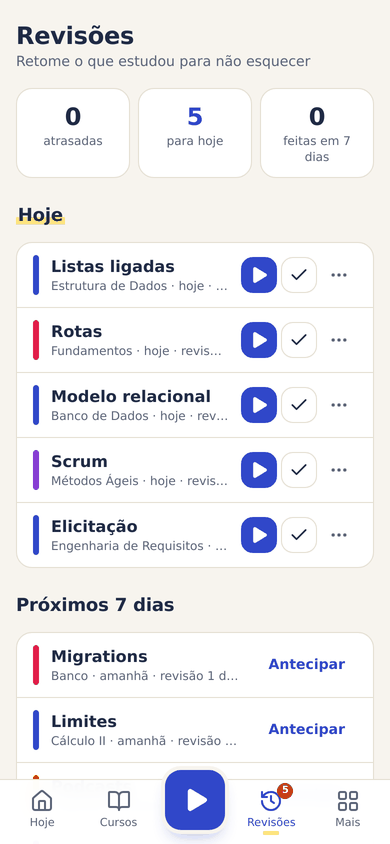 Revisões
Retome o que estudou para não esquecer
0
atrasadas
5
para hoje
0
feitas em 7
dias
Hoje
Listas ligadas
Estrutura de Dados · hoje · ...
Rotas
Fundamentos · hoje · revis...
Modelo relacional
Banco de Dados · hoje · rev...
Scrum
Métodos Ágeis · hoje · revis...
Elicitação
Engenharia de Requisitos · ...
Próximos 7 dias
Migrations
Banco · amanhã · revisão 1 d...
Antecipar
Limites
Cálculo II · amanhã · revisão ...
Antecipar
Hoje
Cursos
5
Revisões
Mais